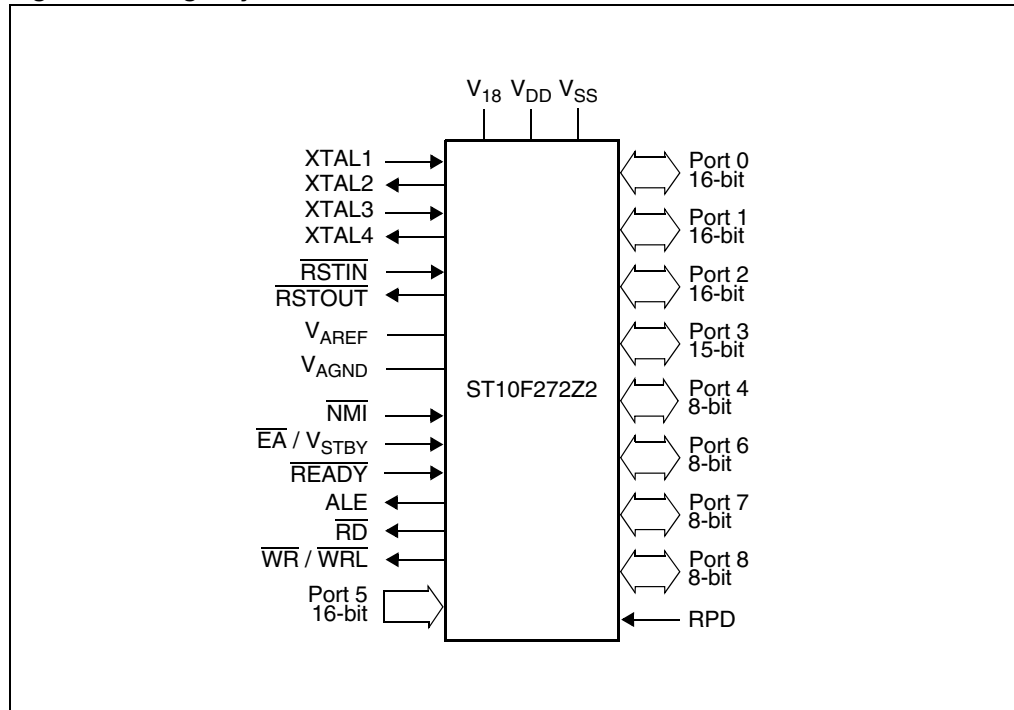 V18 VDD VSS
XTAL1
XTAL2
XTAL3
XTAL4
RSTIN
RSTOUT
VAREF
VAGND
NMI
EA / VSTBY
READY
ALE
RD
WR / WRL
Port 5
16-bit
ST10F272Z2
Port 0
16-bit
Port 1
16-bit
Port 2
16-bit
Port 3
15-bit
Port 4
8-bit
Port 6
8-bit
Port 7
8-bit
Port 8
8-bit
RPD